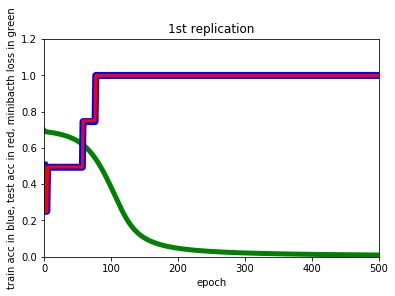 1st replication
train acc in blue, test acc in red, minibacth loss in green
1.2
1.0
0.8
0.6
0.4
0.2
0.0
0 100 200 300 400 500
epoch